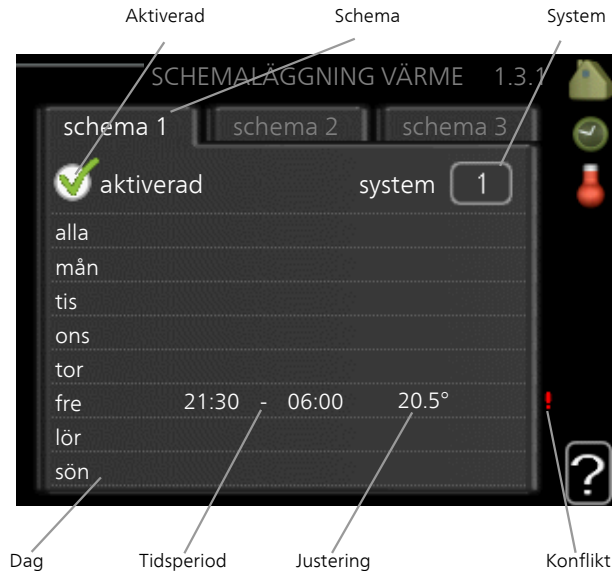 Aktiverad Schema System
SCHEMALÄGGNING VÄRME 1.3.1
schema 1 schema 2 schema 3
aktiverad system 1
alla
mån
tis
ons
tor
fre 21:30 - 06:00 20.5° !
lör
sön
?
Dag Tidsperiod Justering Konflikt